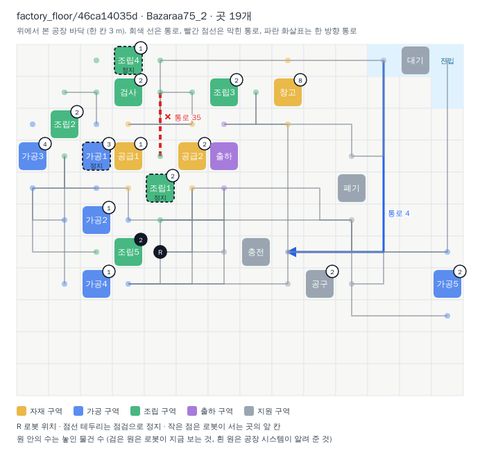 factory_floor/46ca14035d · Bazaraa75_2 · 곳 19개
위에서 본 공장 바닥 (한 칸 3 m). 회색 선은 통로, 빨간 점선은 막힌 통로, 파란 화살표는 한 방향 통로
조립4 1
정지
대기
진입
검사 2
조립3 2
창고 8
✕ 통로 35
조립2 2
가공3 4
가공1 3
정지
공급1 1
공급2 2
출하
조립1 2
정지
폐기
가공2 1
통로 4
조립5 2
R
충전
가공4 1
공구 2
가공5 2
자재 구역
가공 구역
조립 구역
출하 구역
지원 구역
R 로봇 위치 · 점선 테두리는 점검으로 정지 · 작은 점은 로봇이 서는 곳의 앞 칸
원 안의 수는 놓인 물건 수 (검은 원은 로봇이 지금 보는 것, 흰 원은 공장 시스템이 알려 준 것)